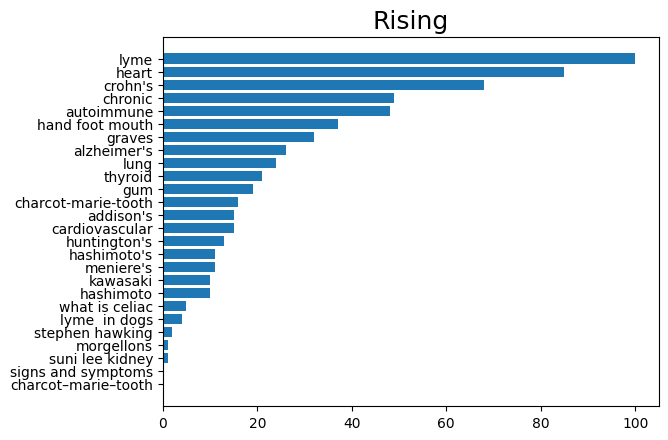 Rising
lyme
heart
crohn's
chronic
autoimmune
hand foot mouth
graves
alzheimer's
lung
thyroid
gum
charcot-marie-tooth
addison's
cardiovascular
huntington's
hashimoto's
meniere's
kawasaki
hashimoto
what is celiac
lyme  in dogs
stephen hawking
morgellons
suni lee kidney
signs and symptoms
charcot–marie–tooth
0 20 40 60 80 100